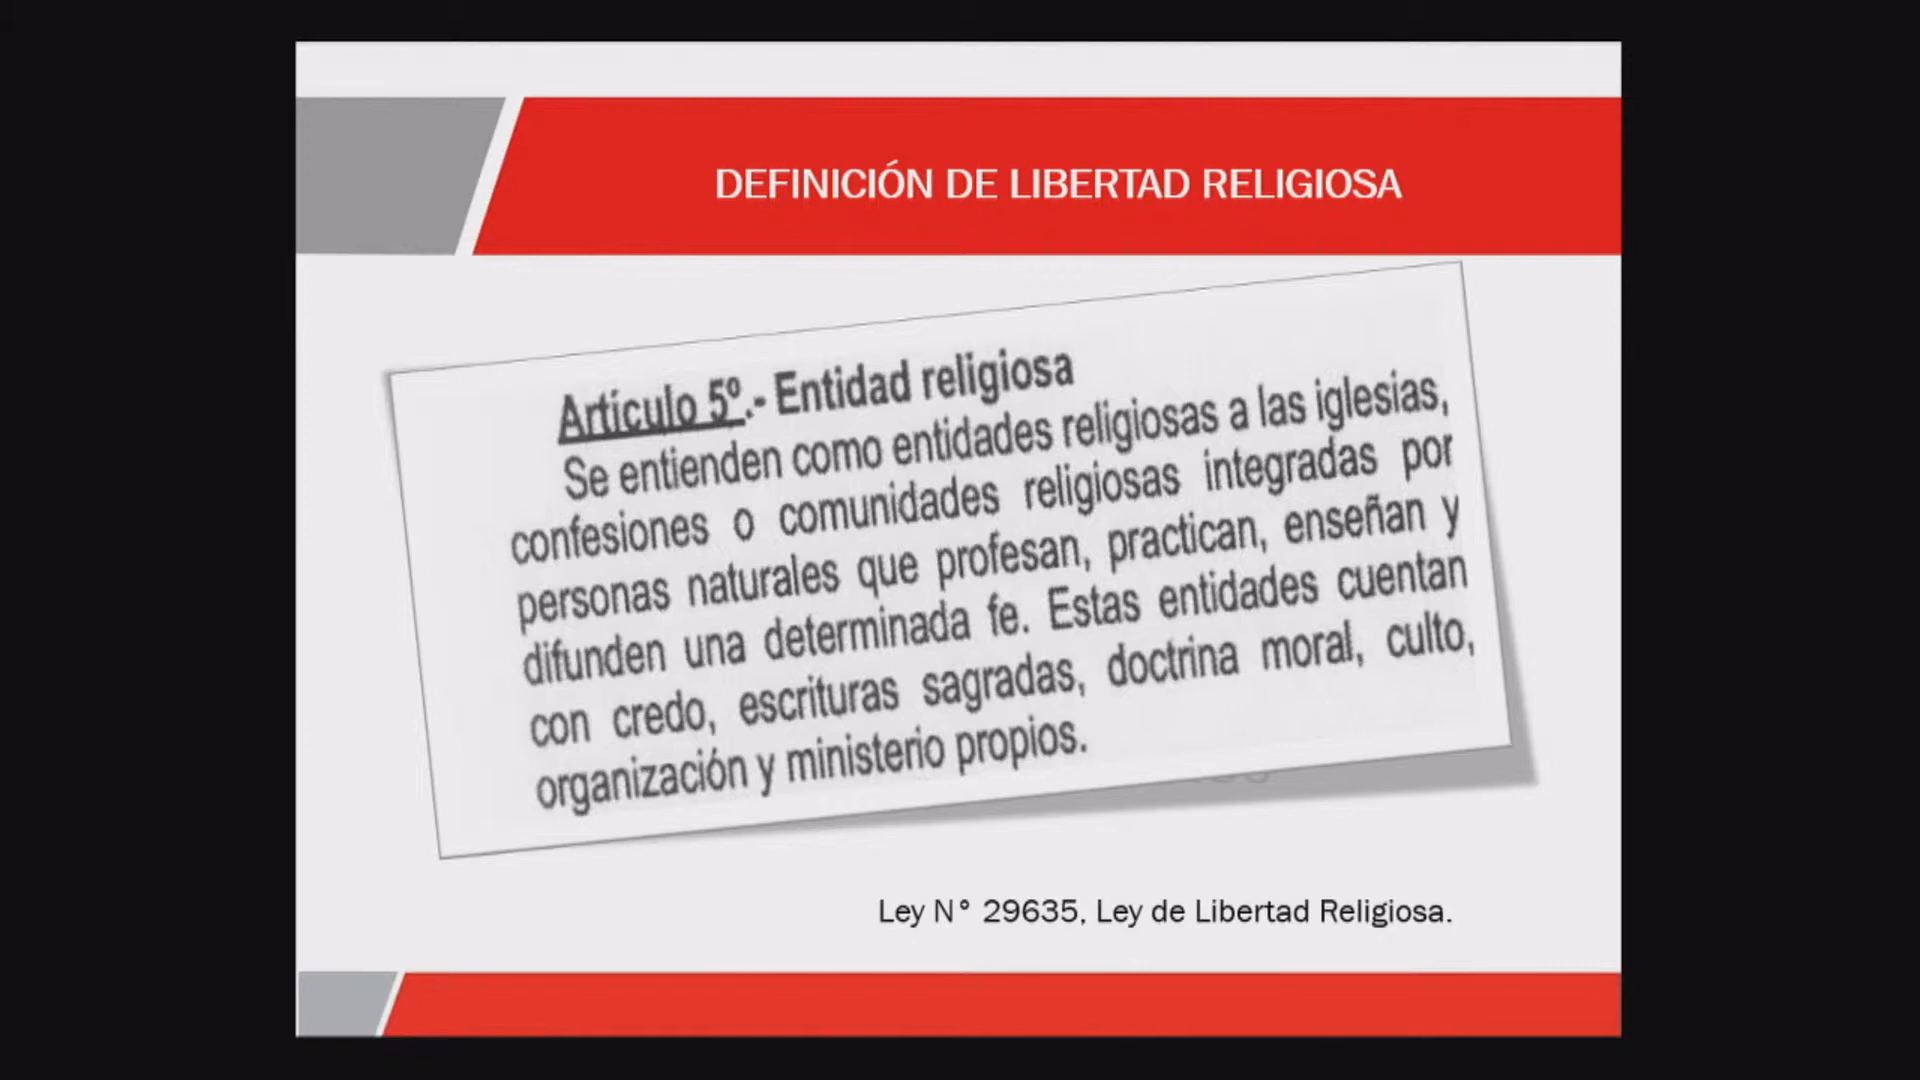 DEFINICIÓN DE LIBERTAD RELIGIOSA
Artículo 5º.- Entidad religiosa
Se entienden como entidades religiosas a las iglesias,
confesiones o comunidades religiosas integradas por
personas naturales que profesan, practican, enseñan y
difunden una determinada fe. Estas entidades cuentan
con credo, escrituras sagradas, doctrina moral, culto,
organización y ministerio propios.
Ley N° 29635, Ley de Libertad Religiosa.